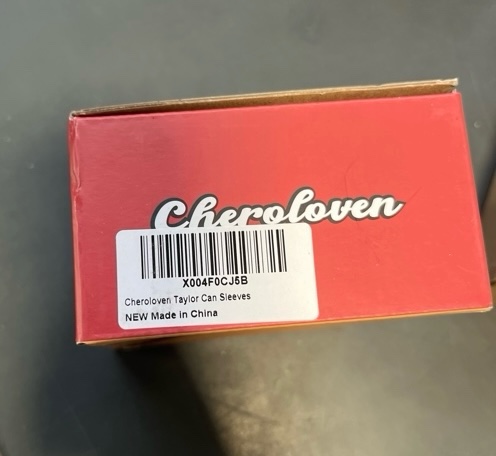 Cheroloven
X004F0CJ5B
Cheroloven Taylor Can Sleeves
NEW Made in China